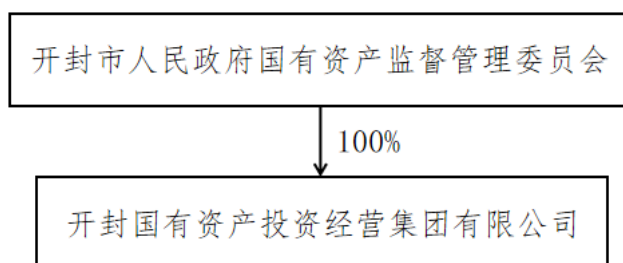 开封市人民政府国有资产监督管理委员会
100%
开封国有资产投资经营集团有限公司